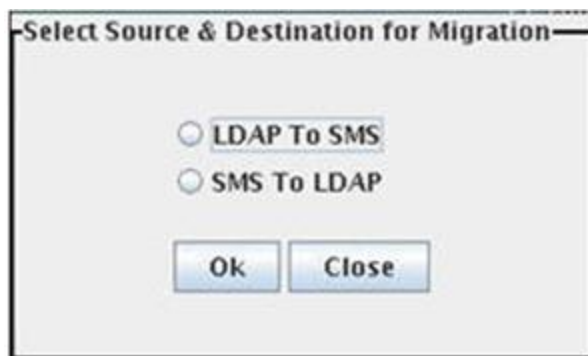 Select Source & Destination for Migration
LDAP To SMS
SMS To LDAP
Ok Close